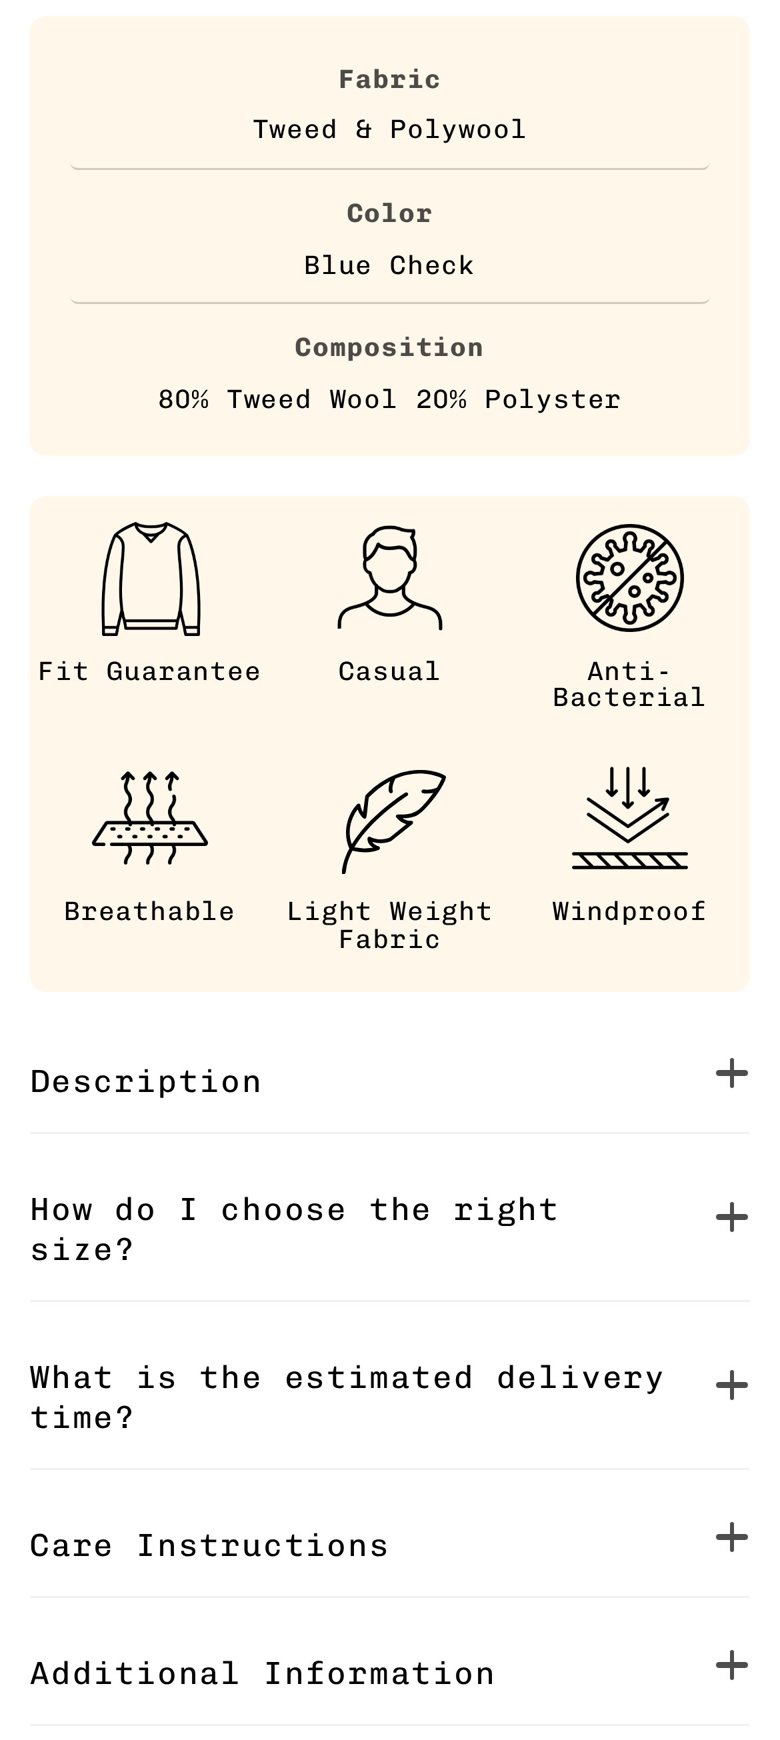 Fabric
Tweed & Polywool
Color
Blue Check
Composition
80% Tweed Wool 20% Polyster
Fit Guarantee
Casual
Anti-
Bacterial
Breathable
Light Weight
Fabric
Windproof
Description
How do I choose the right
size?
What is the estimated delivery
time?
Care Instructions
Additional Information